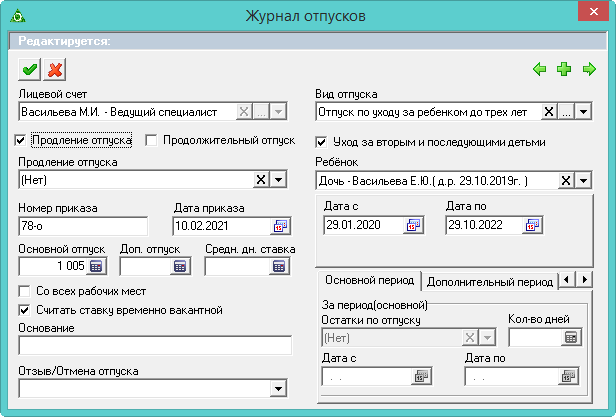 Журнал отпусков
Редактируется:
Лицевой счет
Васильева М.И. - Ведущий специалист
Продление отпуска
Продолжительный отпуск
Продление отпуска
(Нет)
Номер приказа
Дата приказа
78-о
10.02.2021
Основной отпуск
Доп. отпуск
Средн. дн. ставка
1 005
Со всех рабочих мест
Считать ставку временно вакантной
Основание
Отзыв/Отмена отпуска
Вид отпуска
Отпуск по уходу за ребенком до трех лет
Уход за вторым и последующими детьми
Ребёнок
Дочь - Васильева Е.Ю.( д.р. 29.10.2019г. )
Дата с
Дата по
29.01.2020
29.10.2022
Основной период
Дополнительный период
За период(основной)
Остатки по отпуску
Кол-во дней
(Нет)
Дата с
Дата по
. .
. .